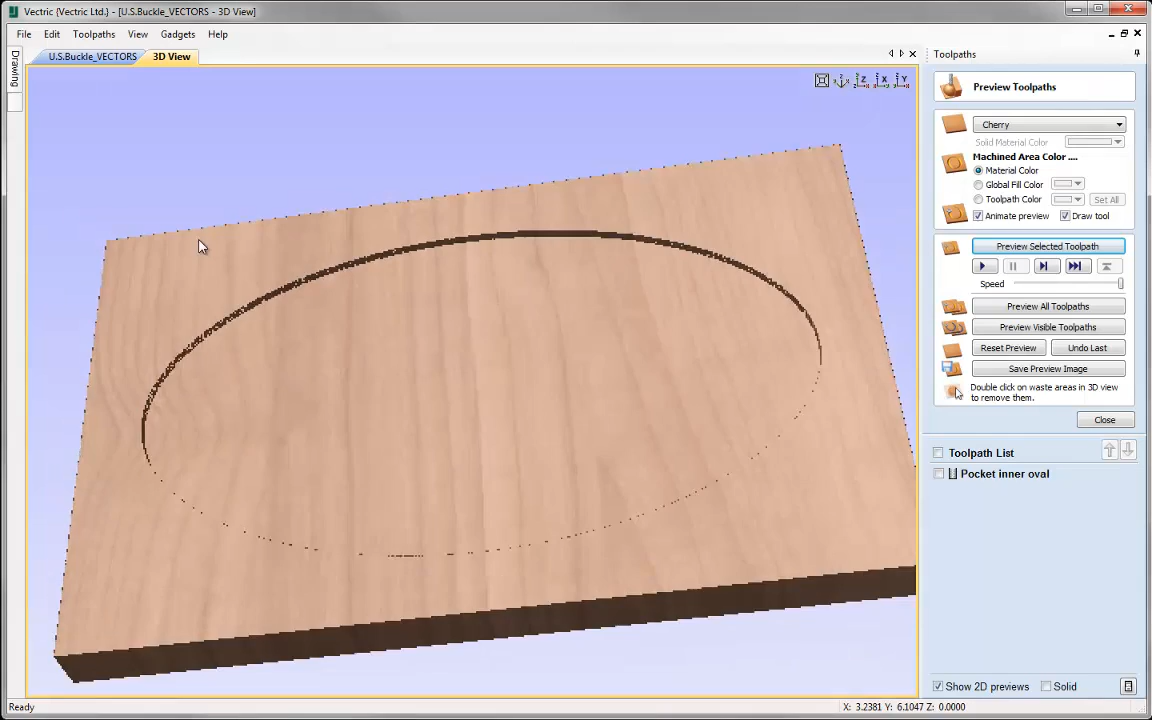 Vectric {Vectric Ltd.} - [U.S.Buckle_VECTORS - 3D View]
File Edit Toolpaths View Gadgets Help
U.S.Buckle_VECTORS 3D View
Drawing
Toolpaths
Preview Toolpaths
Cherry
Solid Material Color
Machined Area Color ....
Material Color
Global Fill Color
Toolpath Color Set All
Animate preview Draw tool
Preview Selected Toolpath
Speed
Preview All Toolpaths
Preview Visible Toolpaths
Reset Preview Undo Last
Save Preview Image
Double click on waste areas in 3D view
to remove them.
Close
Toolpath List
Pocket inner oval
Show 2D previews Solid
Ready X: 3.2381 Y: 6.1047 Z: 0.0000